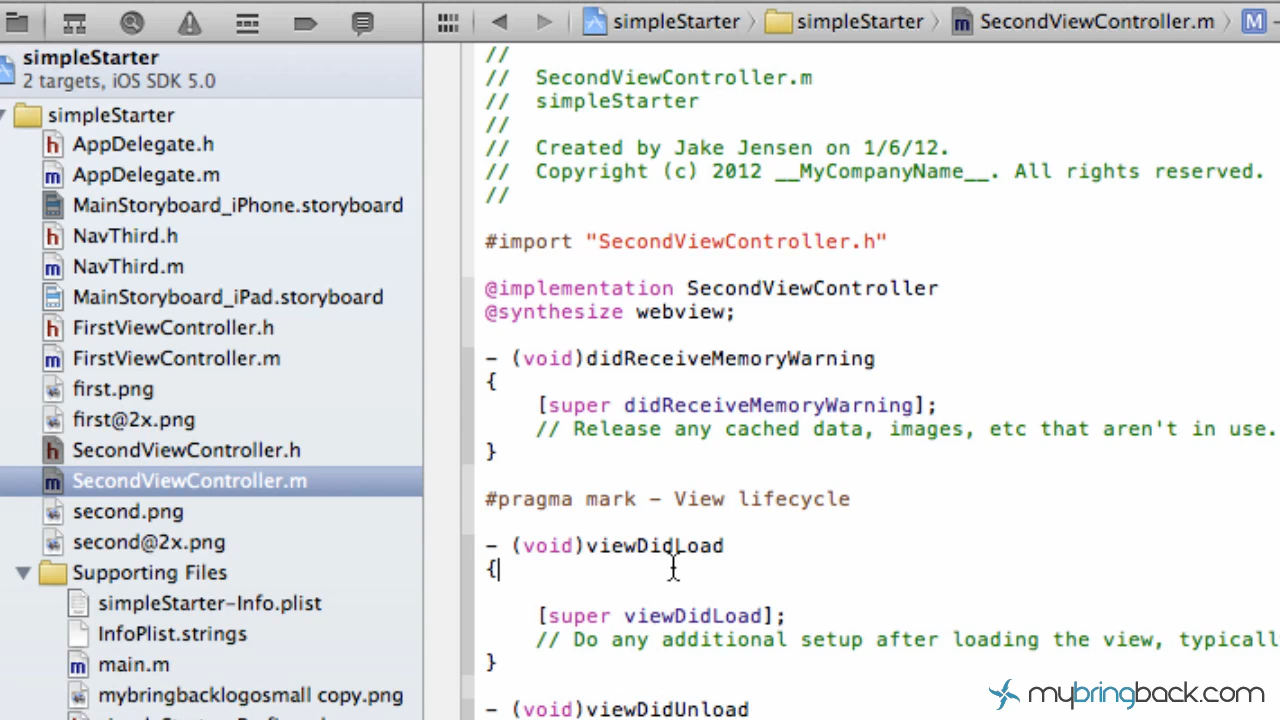 simpleStarter
simpleStarter
SecondViewController.m
M
simpleStarter
2 targets, iOS SDK 5.0
simpleStarter
h AppDelegate.h
m AppDelegate.m
MainStoryboard_iPhone.storyboard
h NavThird.h
m NavThird.m
MainStoryboard_iPad.storyboard
h FirstViewController.h
m FirstViewController.m
first.png
first@2x.png
h SecondViewController.h
m SecondViewController.m
second.png
second@2x.png
Supporting Files
simpleStarter-Info.plist
InfoPlist.strings
m main.m
mybringbacklogosmall copy.png
//
//  SecondViewController.m
//  simpleStarter
//
//  Created by Jake Jensen on 1/6/12.
//  Copyright (c) 2012 __MyCompanyName__. All rights reserved.
//
#import "SecondViewController.h"
@implementation SecondViewController
@synthesize webview;
- (void)didReceiveMemoryWarning
{
[super didReceiveMemoryWarning];
// Release any cached data, images, etc that aren't in use.
}
#pragma mark - View lifecycle
- (void)viewDidLoad
{
[super viewDidLoad];
// Do any additional setup after loading the view, typicall
}
- (void)viewDidUnload
mybringback.com